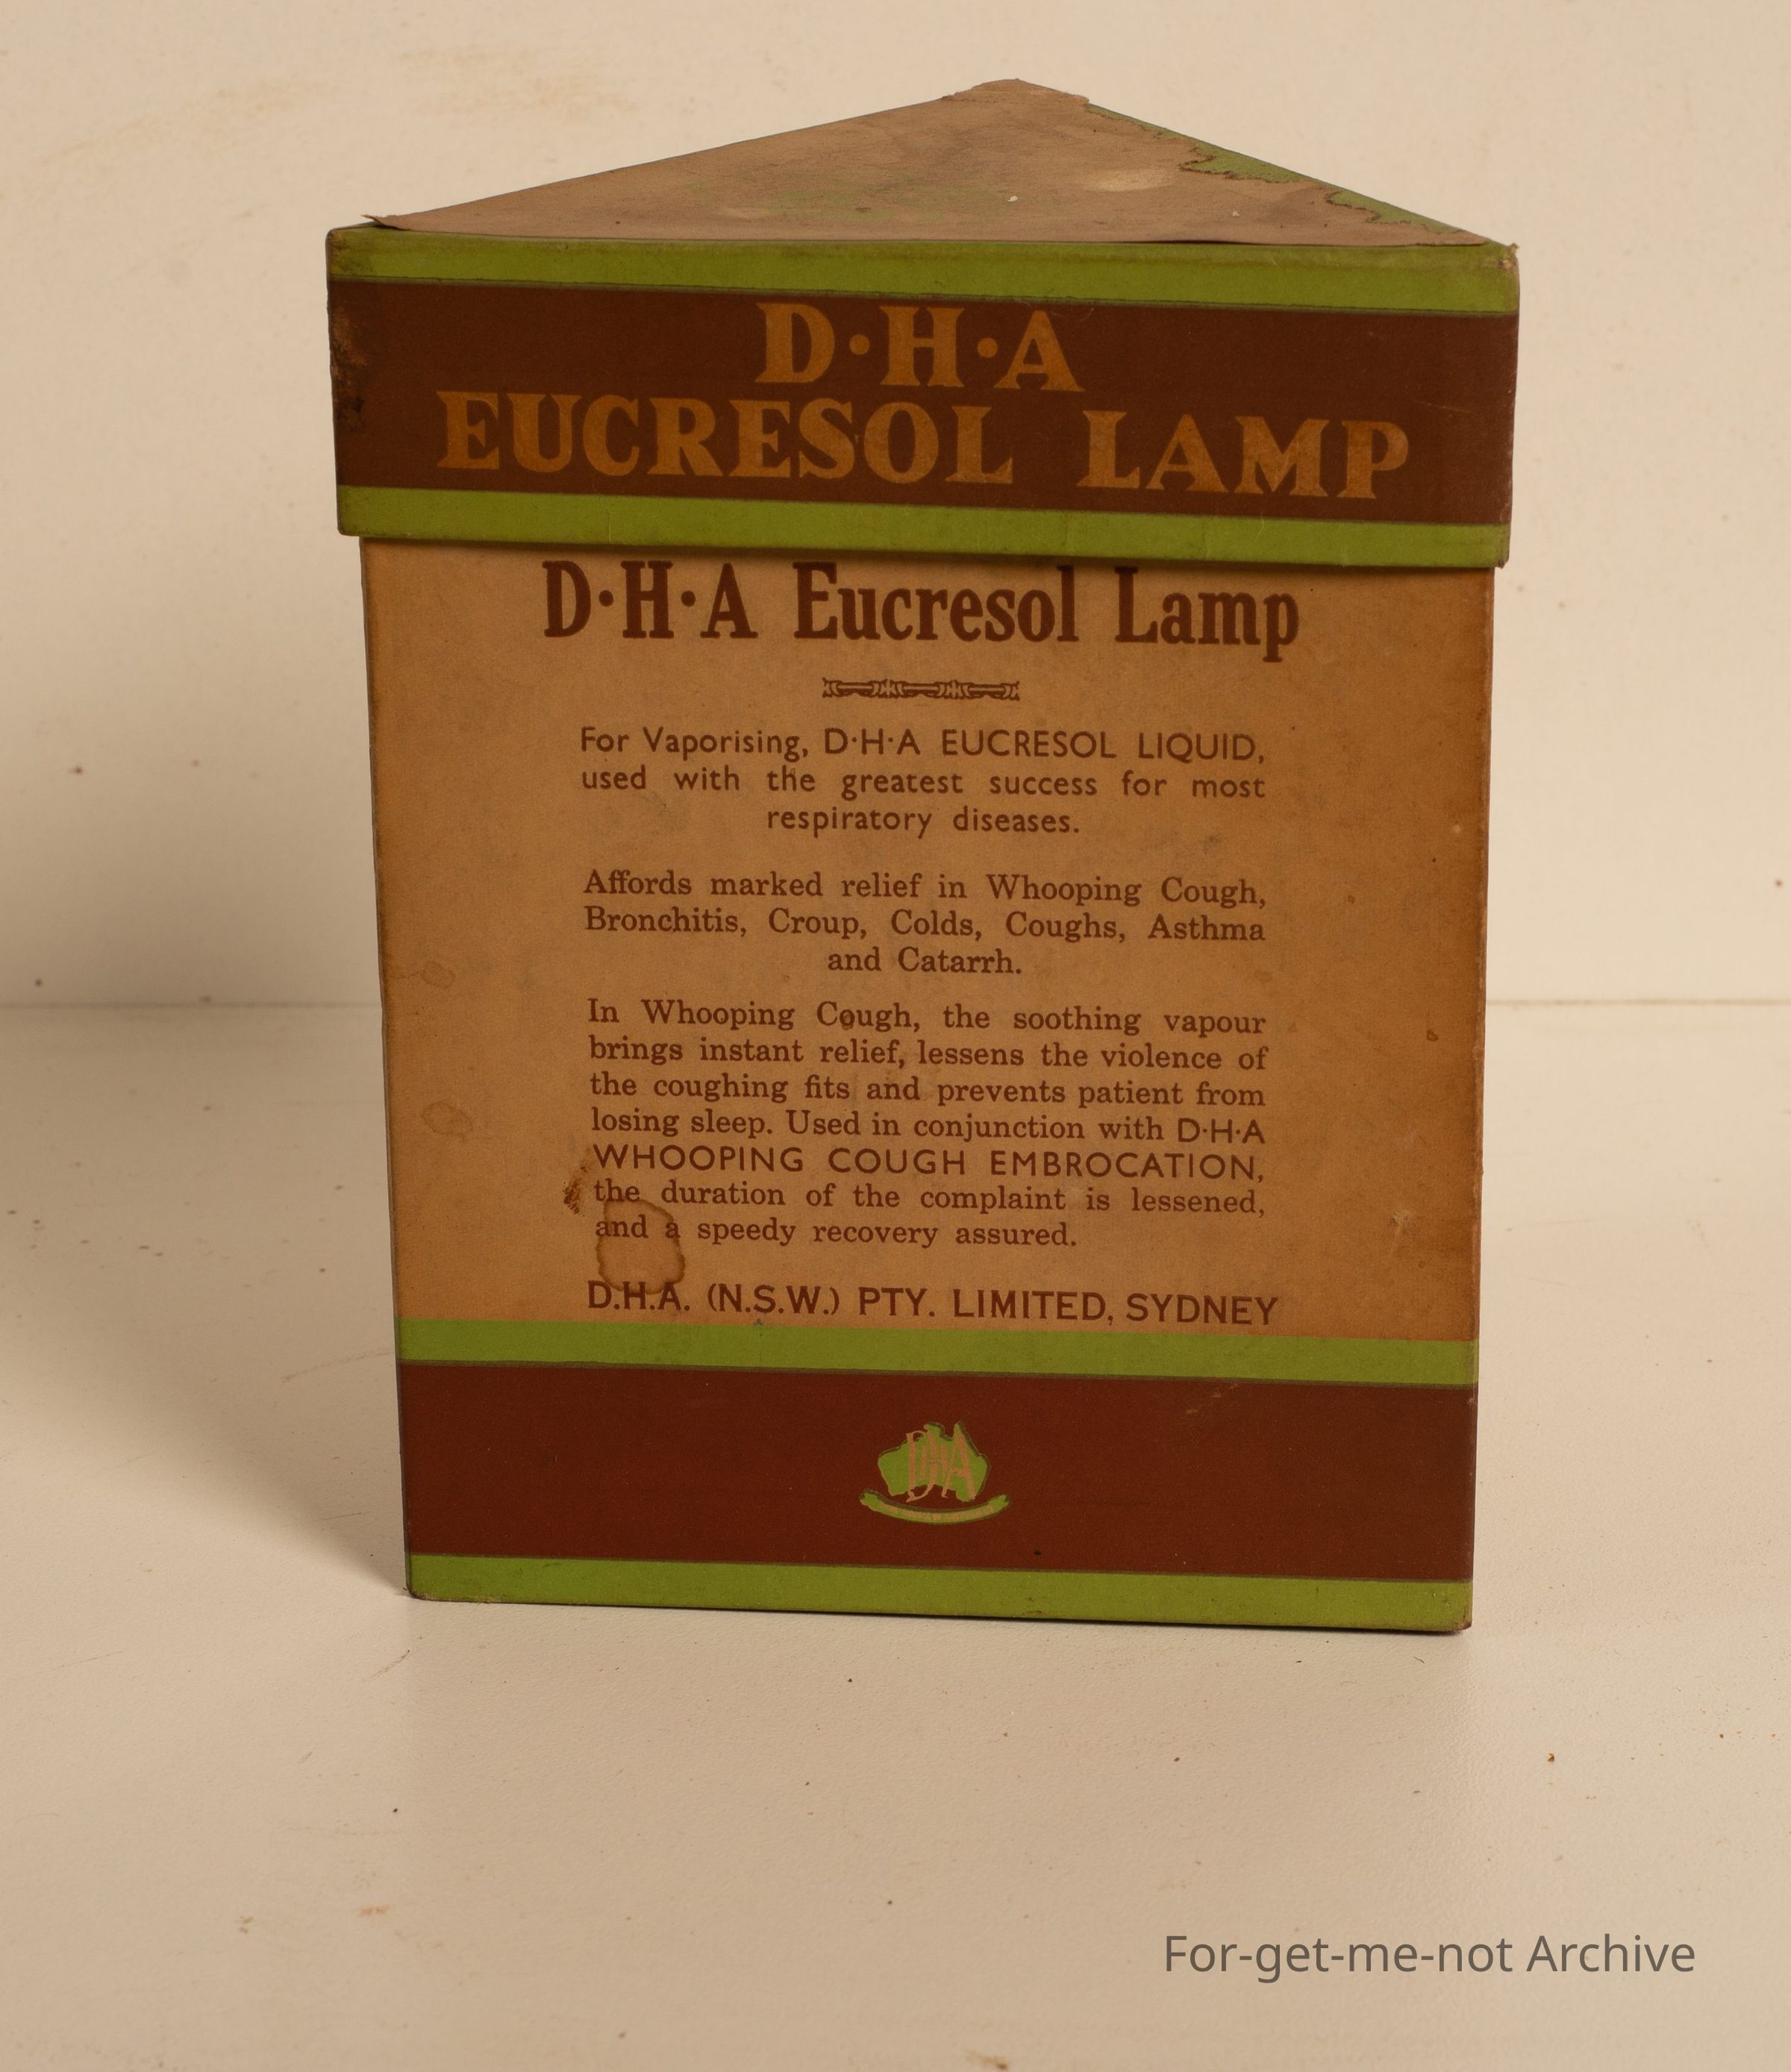 D·H·A
EUCRESOL LAMP
D·H·A Eucresol Lamp
For Vaporising, D·H·A EUCRESOL LIQUID,
used with the greatest success for most
respiratory diseases.
Affords marked relief in Whooping Cough,
Bronchitis, Croup, Colds, Coughs, Asthma
and Catarrh.
In Whooping Cough, the soothing vapour
brings instant relief, lessens the violence of
the coughing fits and prevents patient from
losing sleep. Used in conjunction with D·H·A
WHOOPING COUGH EMBROCATION,
the duration of the complaint is lessened,
and a speedy recovery assured.
D.H.A. (N.S.W.) PTY. LIMITED, SYDNEY
DHA
For-get-me-not Archive